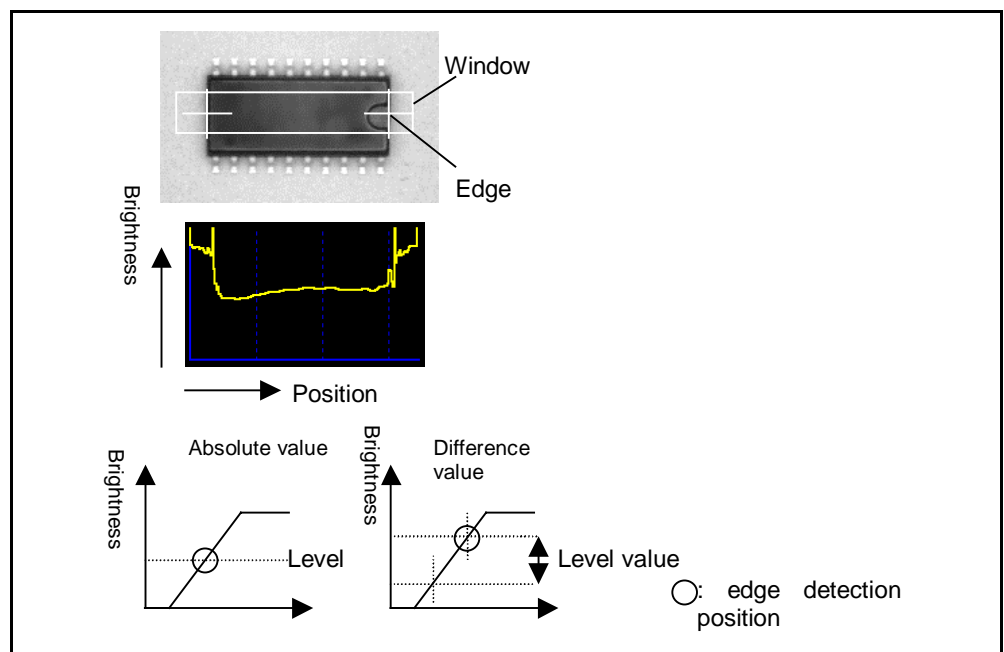 Window
Edge
Brightness
Position
Absolute value
Brightness
Level
Difference
value
Brightness
Level value
: edge detection
position